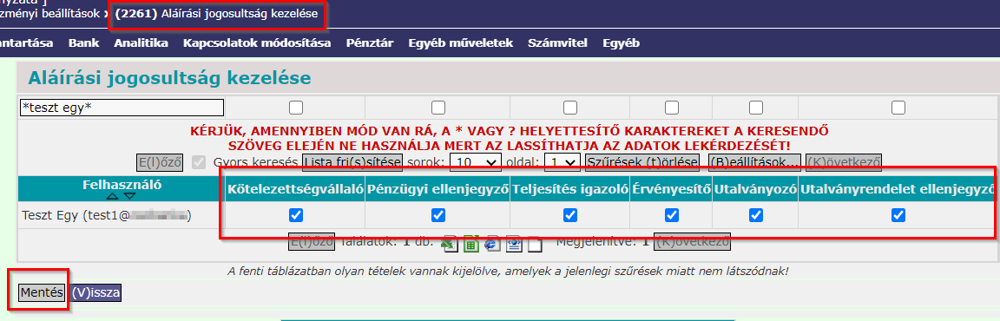 zményi beállítások › (2261) Aláírási jogosultság kezelése
antartása Bank Analitika Kapcsolatok módosítása Pénztár Egyéb műveletek Számvitel Egyéb
Aláírási jogosultság kezelése
*teszt egy*
KÉRJÜK, AMENNYIBEN MÓD VAN RÁ, A * VAGY ? HELYETTESÍTŐ KARAKTEREKET A KERESENDŐ
SZÖVEG ELEJÉN NE HASZNÁLJA MERT AZ LASSÍTHATJA AZ ADATOK LEKÉRDEZÉSÉT!
E(l)őző Gyors keresés Lista fri(s)sítése sorok: 10 oldal: 1 Szűrések (t)örlése (B)eállítások... (K)övetkező
Felhasználó Kötelezettségvállaló Pénzügyi ellenjegyző Teljesítés igazoló Érvényesítő Utalványozó Utalványrendelet ellenjegyző
Teszt Egy (test1@ )
E(l)őző Találatok: 1 db. Megjelenítve: 1 (K)övetkező
A fenti táblázatban olyan tételek vannak kijelölve, amelyek a jelenlegi szűrések miatt nem látszódnak!
Mentés (V)issza